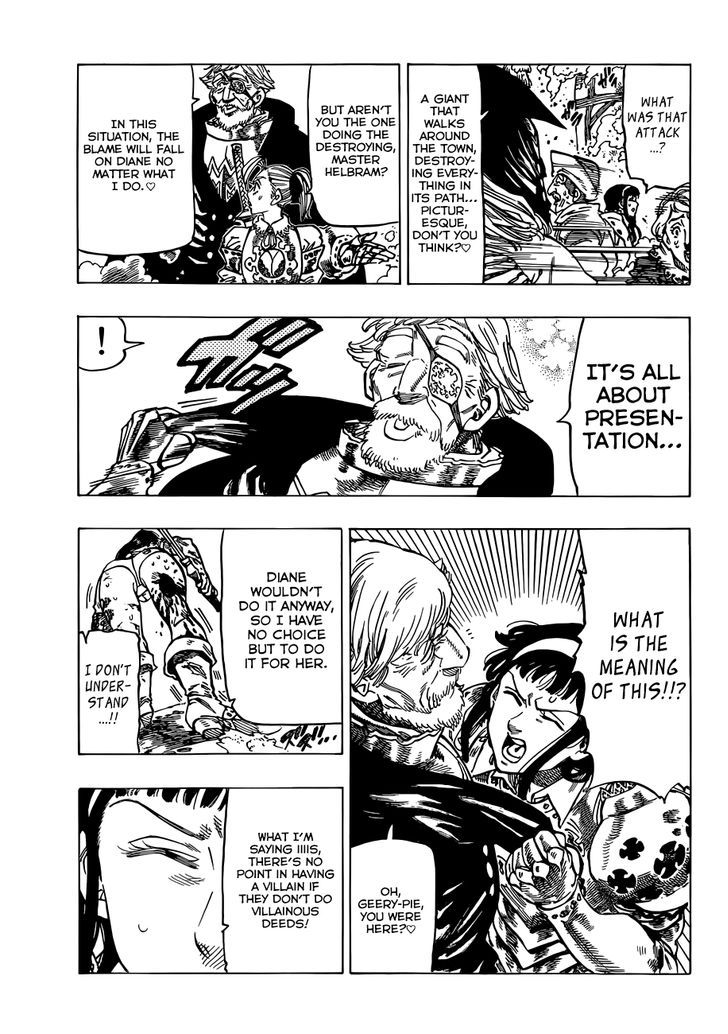 WHAT
WAS THAT
ATTACK
...?
A GIANT
THAT
WALKS
AROUND
THE TOWN,
DESTROY-
ING EVERY-
THING IN
ITS PATH...
PICTUR-
ESQUE,
DON'T YOU
THINK?♡
BUT AREN'T
YOU THE ONE
DOING THE
DESTROYING,
MASTER
HELBRAM?
IN THIS
SITUATION, THE
BLAME WILL FALL
ON DIANE NO
MATTER WHAT
I DO.♡
IT'S ALL
ABOUT
PRESEN-
TATION...
ガッ
!
WHAT
IS THE
MEANING
OF THIS!!?
OH,
GEERY-PIE,
YOU WERE
HERE?♡
DIANE
WOULDN'T
DO IT ANYWAY,
SO I HAVE
NO CHOICE
BUT TO DO
IT FOR HER.
I DON'T
UNDER-
STAND
....!!
ズズ...
WHAT I'M
SAYING IIIIS,
THERE'S NO
POINT IN HAVING
A VILLAIN IF
THEY DON'T DO
VILLAINOUS
DEEDS!